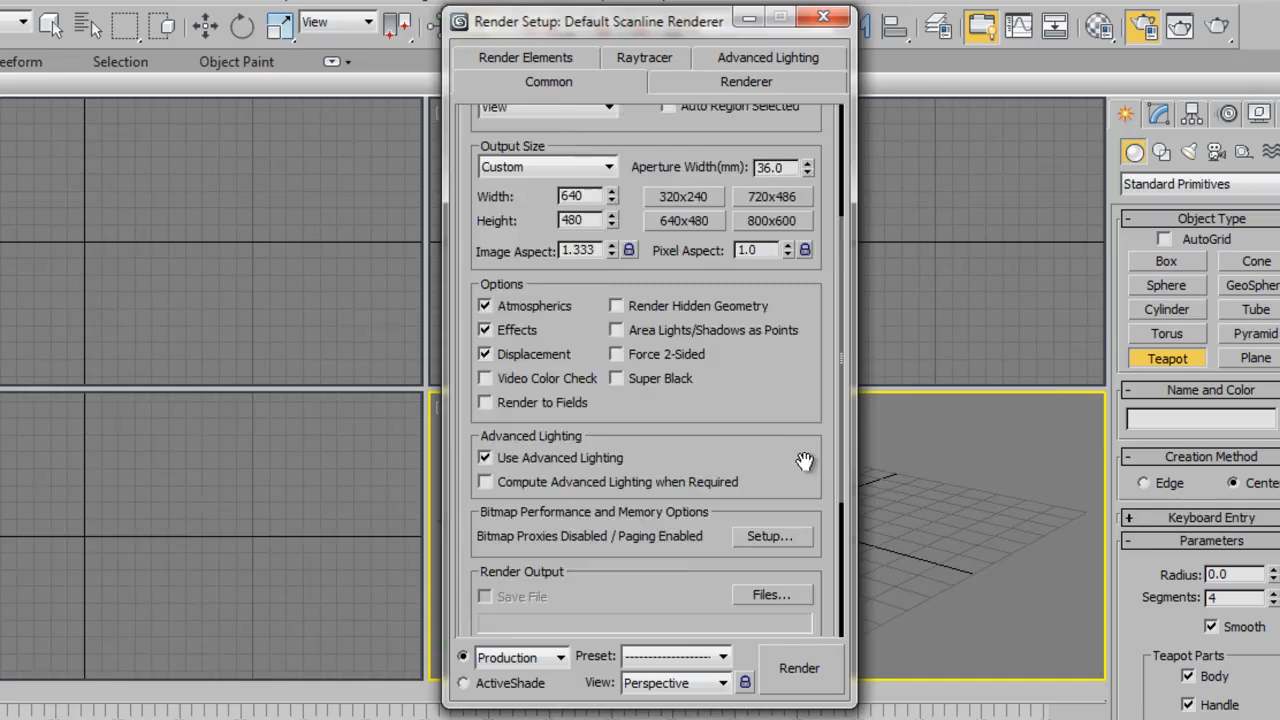 View
Render Setup: Default Scanline Renderer
eeform
Selection
Object Paint
Render Elements
Raytracer
Advanced Lighting
Common
Renderer
View
Auto Region Selected
Output Size
Custom
Aperture Width(mm): 36.0
Width: 640
320x240
720x486
Height: 480
640x480
800x600
Image Aspect: 1.333
Pixel Aspect: 1.0
Options
Atmospherics
Render Hidden Geometry
Effects
Area Lights/Shadows as Points
Displacement
Force 2-Sided
Video Color Check
Super Black
Render to Fields
Advanced Lighting
Use Advanced Lighting
Compute Advanced Lighting when Required
Bitmap Performance and Memory Options
Bitmap Proxies Disabled / Paging Enabled
Setup...
Render Output
Save File
Files...
Production
Preset: --------------------
ActiveShade
View: Perspective
Render
Standard Primitives
- Object Type
AutoGrid
Box
Cone
Sphere
GeoSpher
Cylinder
Tube
Torus
Pyramid
Teapot
Plane
- Name and Color
- Creation Method
Edge
Center
+ Keyboard Entry
- Parameters
Radius: 0.0
Segments: 4
Smooth
Teapot Parts
Body
Handle